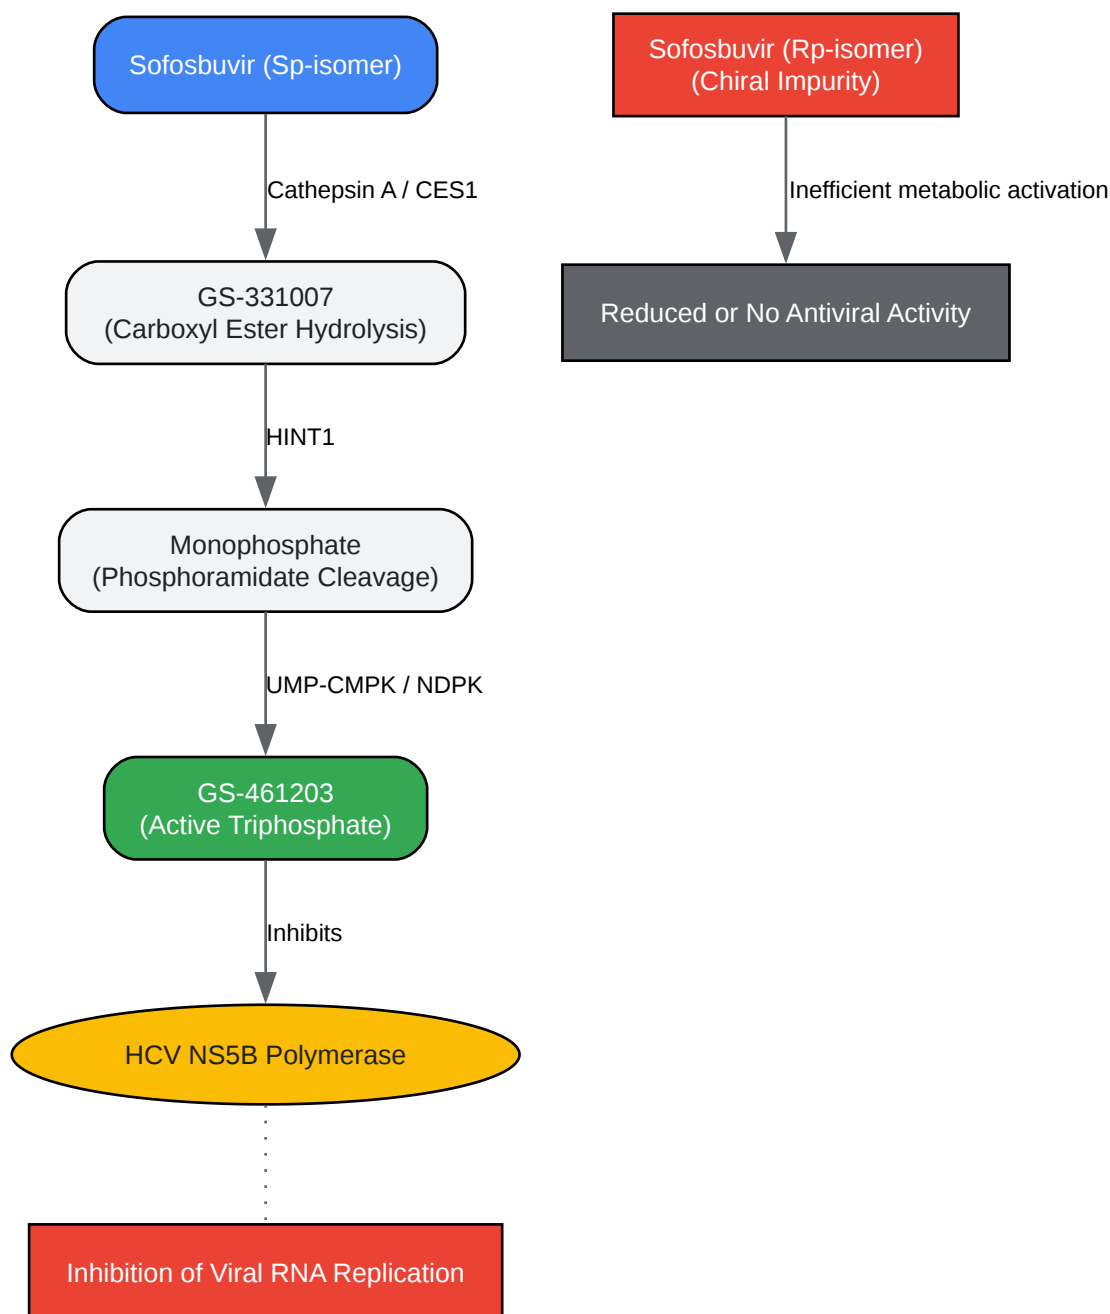 Sofosbuvir (Sp-isomer)
Cathepsin A / CES1
GS-331007
(Carboxyl Ester Hydrolysis)
HINT1
Monophosphate
(Phosphoramidate Cleavage)
UMP-CMPK / NDPK
GS-461203
(Active Triphosphate)
Inhibits
HCV NS5B Polymerase
Inhibition of Viral RNA Replication
Sofosbuvir (Rp-isomer)
(Chiral Impurity)
Inefficient metabolic activation
Reduced or No Antiviral Activity